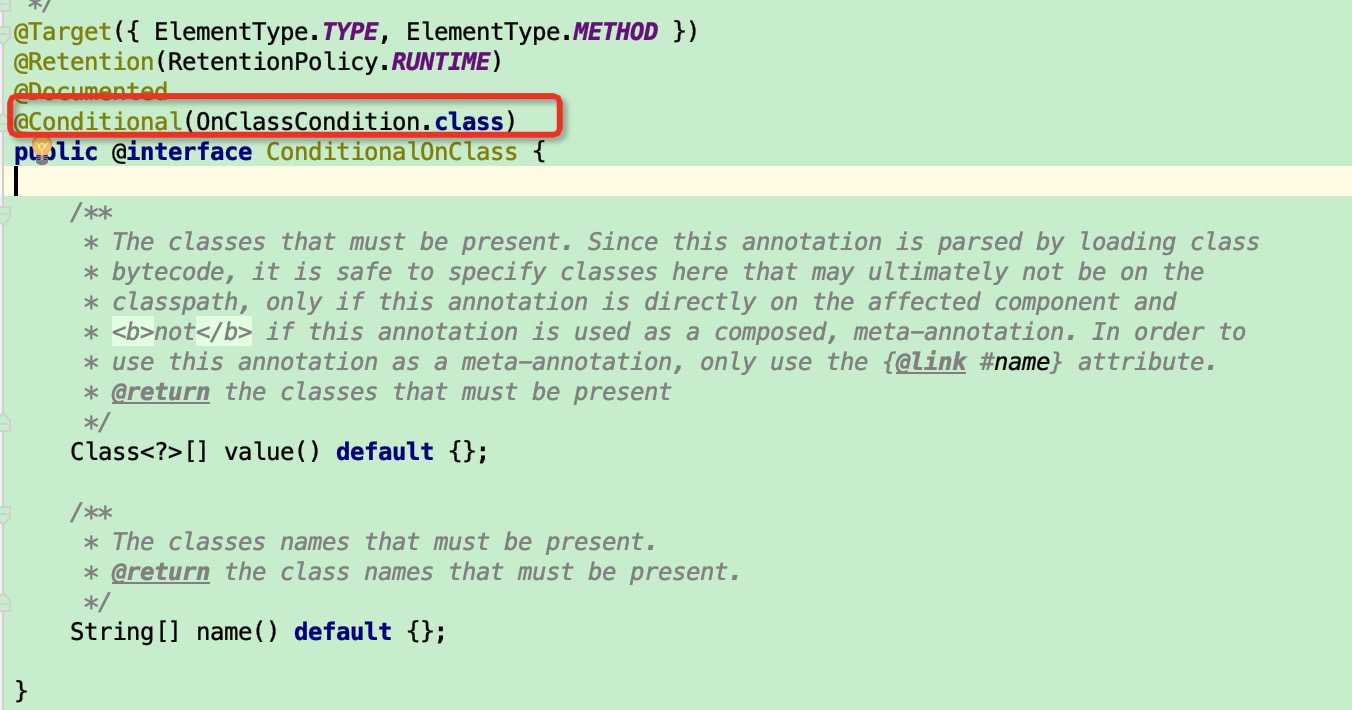 */
@Target({ ElementType.TYPE, ElementType.METHOD })
@Retention(RetentionPolicy.RUNTIME)
@Documented
@Conditional(OnClassCondition.class)
public @interface ConditionalOnClass {
/**
* The classes that must be present. Since this annotation is parsed by loading class
* bytecode, it is safe to specify classes here that may ultimately not be on the
* classpath, only if this annotation is directly on the affected component and
* <b>not</b> if this annotation is used as a composed, meta-annotation. In order to
* use this annotation as a meta-annotation, only use the {@link #name} attribute.
* @return the classes that must be present
*/
Class<?>[] value() default {};
/**
* The classes names that must be present.
* @return the class names that must be present.
*/
String[] name() default {};
}